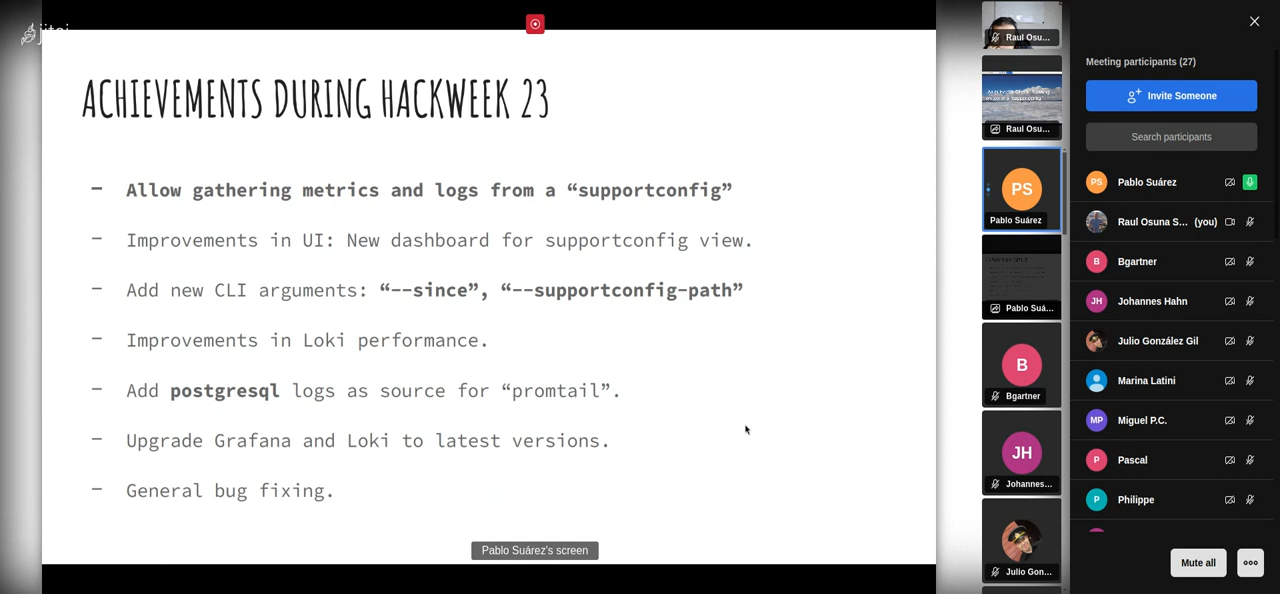 jitsi
ACHIEVEMENTS DURING HACKWEEK 23
– Allow gathering metrics and logs from a “supportconfig”
– Improvements in UI: New dashboard for supportconfig view.
– Add new CLI arguments: “--since”, “--supportconfig-path”
– Improvements in Loki performance.
– Add postgresql logs as source for “promtail”.
– Upgrade Grafana and Loki to latest versions.
– General bug fixing.
Pablo Suárez's screen
Raul Osu...
Raul Osu...
PS
Pablo Suárez
Pablo Suá...
B
Bgartner
JH
Johannes...
Julio Gon...
Meeting participants (27)
Invite Someone
Search participants
PS Pablo Suárez
Raul Osuna S... (you)
B Bgartner
JH Johannes Hahn
Julio González Gil
Marina Latini
MP Miguel P.C.
P Pascal
P Philippe
Mute all